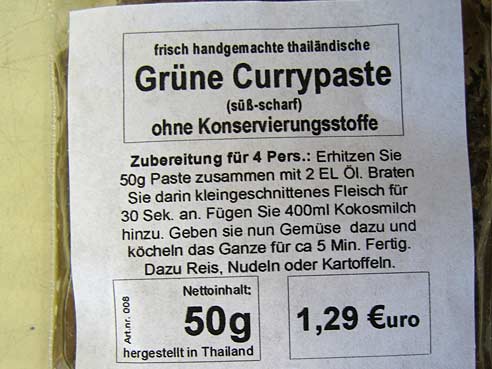 frisch handgemachte thailändische
Grüne Currypaste
(süß-scharf)
ohne Konservierungsstoffe
Zubereitung für 4 Pers.: Erhitzen Sie
50g Paste zusammen mit 2 EL Öl. Braten
Sie darin kleingeschnittenes Fleisch für
30 Sek. an. Fügen Sie 400ml Kokosmilch
hinzu. Geben sie nun Gemüse dazu und
köcheln das Ganze für ca 5 Min. Fertig.
Dazu Reis, Nudeln oder Kartoffeln.
Art.nr. 008
Nettoinhalt:
50g
hergestellt in Thailand
1,29 €uro